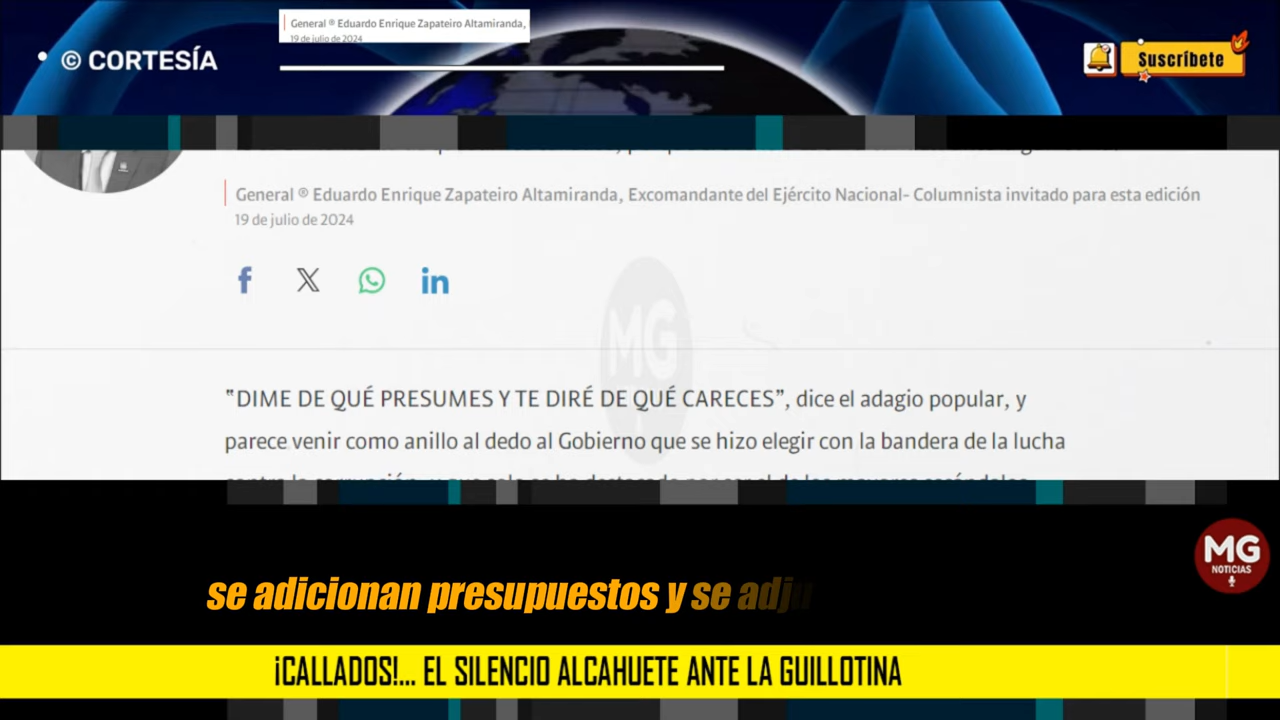 General ® Eduardo Enrique Zapateiro Altamiranda,
19 de julio de 2024
© CORTESÍA
Suscríbete
General ® Eduardo Enrique Zapateiro Altamiranda, Excomandante del Ejército Nacional- Columnista invitado para esta edición
19 de julio de 2024
f X in
MG
"DIME DE QUÉ PRESUMES Y TE DIRÉ DE QUÉ CARECES”, dice el adagio popular, y
parece venir como anillo al dedo al Gobierno que se hizo elegir con la bandera de la lucha
MG
NOTICIAS
se adicionan presupuestos y se adju
¡CALLADOS!... EL SILENCIO ALCAHUETE ANTE LA GUILLOTINA